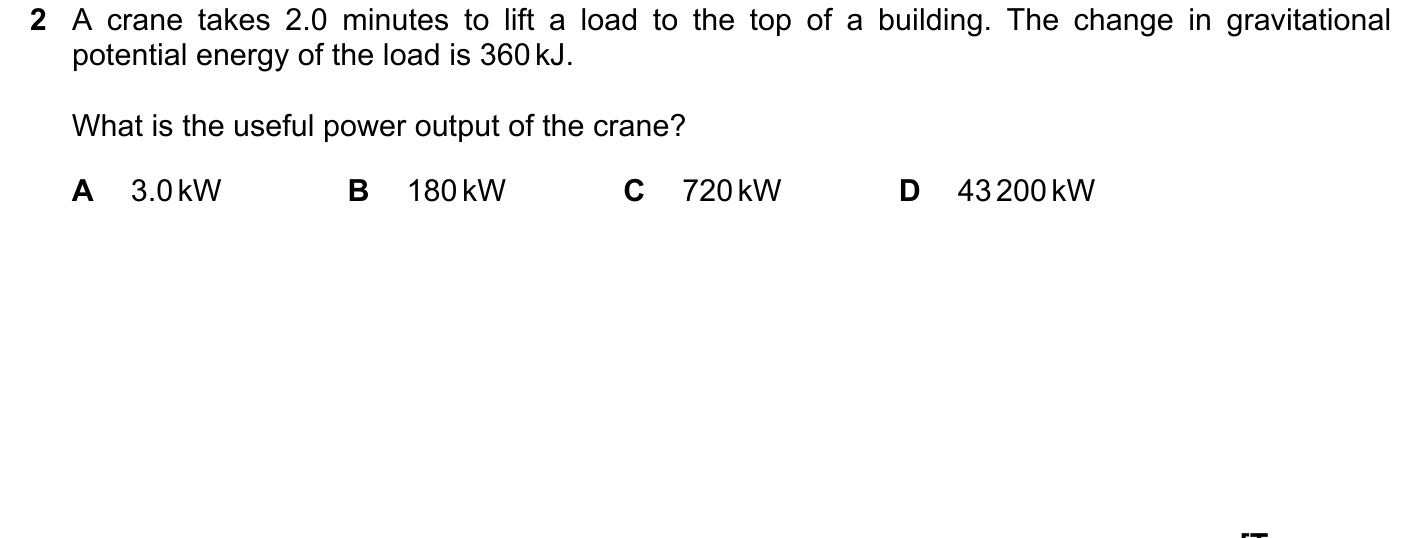 2 A crane takes 2.0 minutes to lift a load to the top of a building. The change in gravitational
potential energy of the load is 360 kJ.
What is the useful power output of the crane?
A 3.0 kW B 180 kW C 720 kW D 43 200 kW